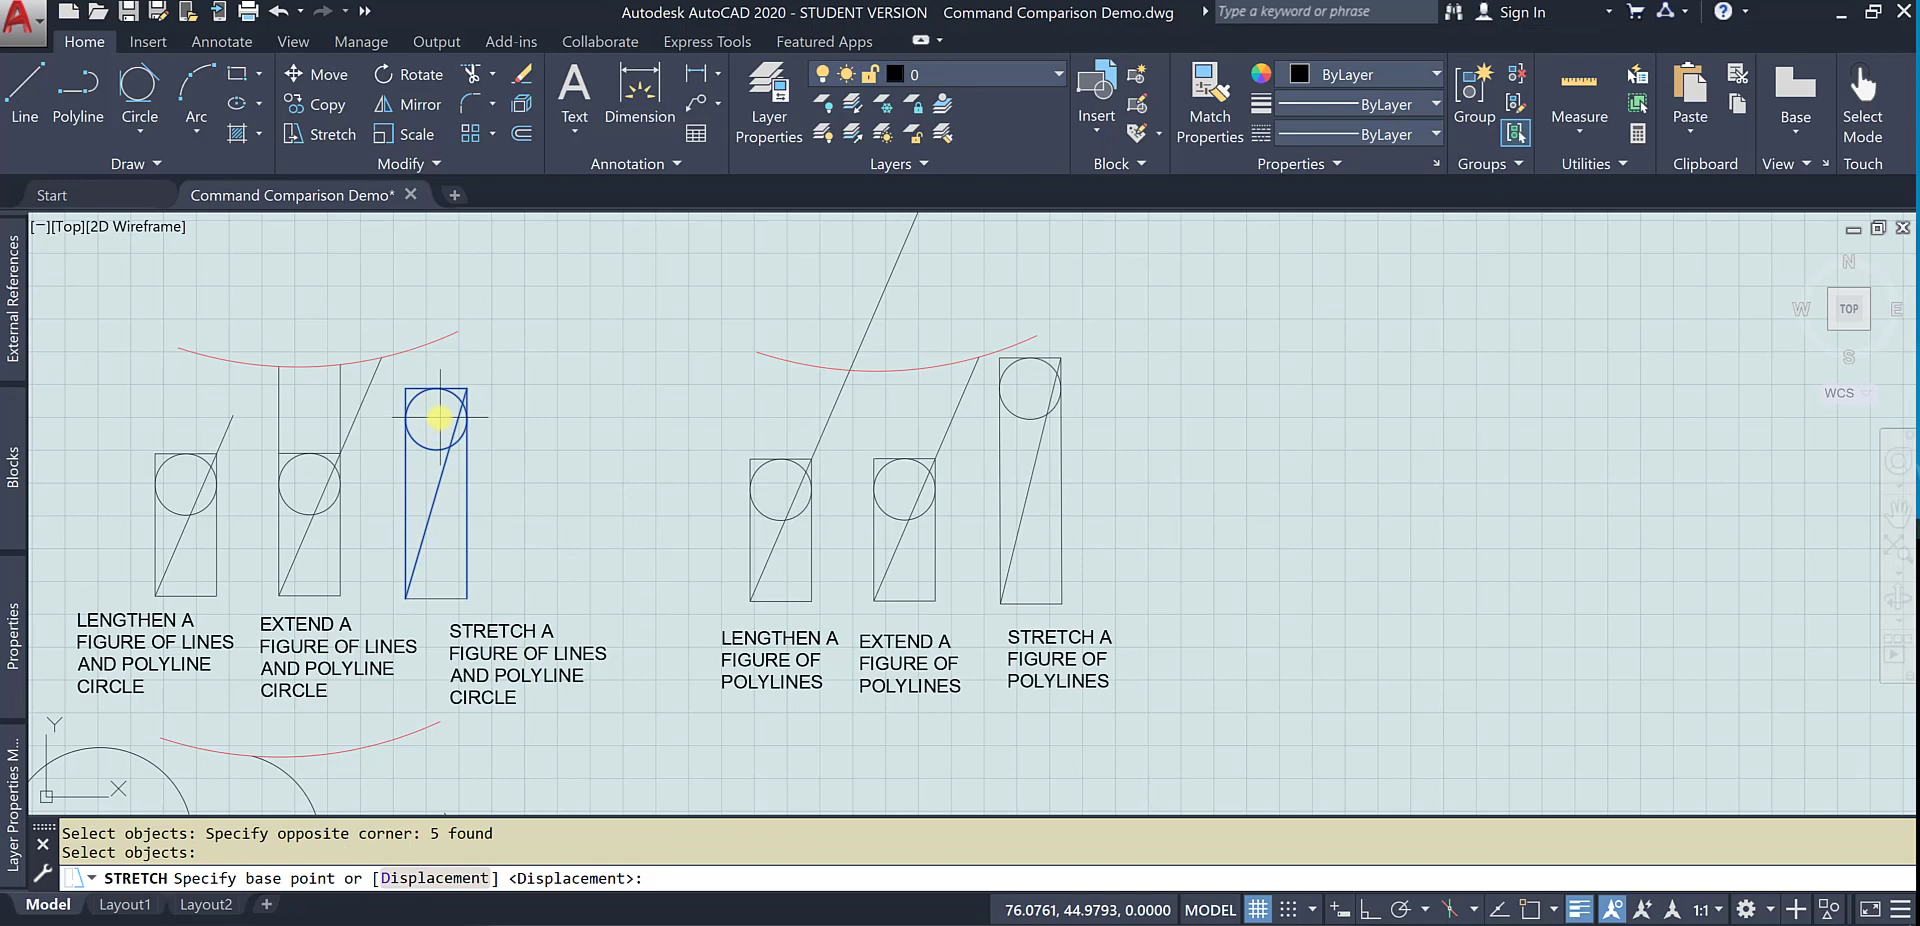 Autodesk AutoCAD 2020 - STUDENT VERSION Command Comparison Demo.dwg
Type a keyword or phrase
Sign In
Home Insert Annotate View Manage Output Add-ins Collaborate Express Tools Featured Apps
Line Polyline Circle Arc
Move Rotate
Copy Mirror
Stretch Scale
Text Dimension
Layer
Properties
0
Insert
Match
Properties
ByLayer
ByLayer
ByLayer
Group
Measure
Paste
Base
Select
Mode
Draw Modify Annotation Layers Block Properties Groups Utilities Clipboard View Touch
Start Command Comparison Demo*
[−][Top][2D Wireframe]
External References
Blocks
Properties
Layer Properties M...
N
W TOP E
S
WCS
LENGTHEN A
FIGURE OF LINES
AND POLYLINE
CIRCLE
EXTEND A
FIGURE OF LINES
AND POLYLINE
CIRCLE
STRETCH A
FIGURE OF LINES
AND POLYLINE
CIRCLE
LENGTHEN A
FIGURE OF
POLYLINES
EXTEND A
FIGURE OF
POLYLINES
STRETCH A
FIGURE OF
POLYLINES
Y
X
Select objects: Specify opposite corner: 5 found
Select objects:
STRETCH Specify base point or [Displacement] <Displacement>:
Model Layout1 Layout2
76.0761, 44.9793, 0.0000 MODEL 1:1